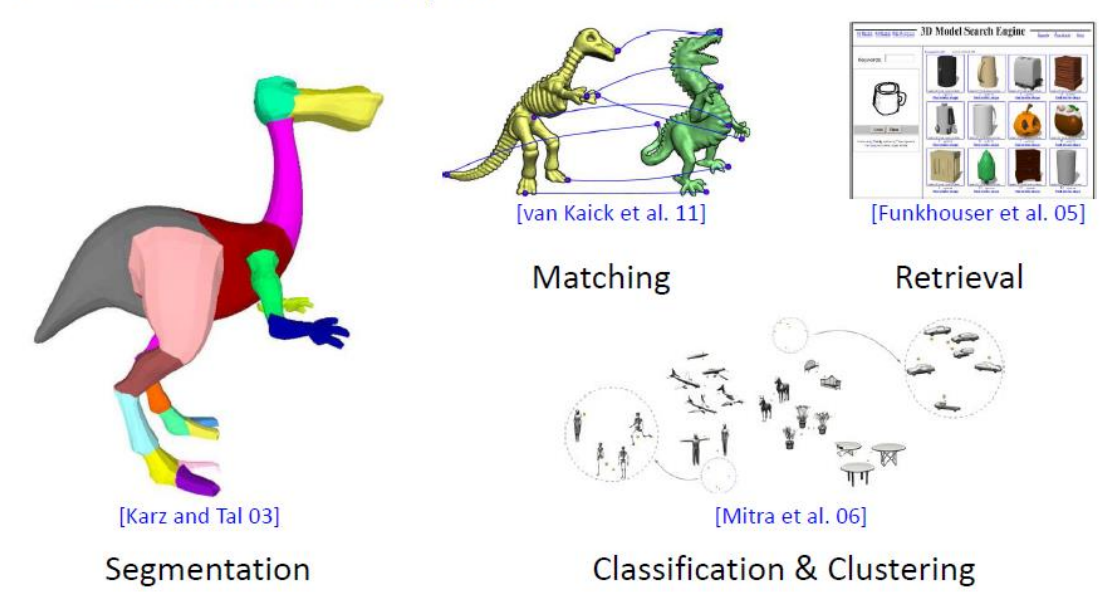 3D Model Search Engine
[van Kaick et al. 11]
[Funkhouser et al. 05]
Matching
Retrieval
[Karz and Tal 03]
[Mitra et al. 06]
Segmentation
Classification & Clustering